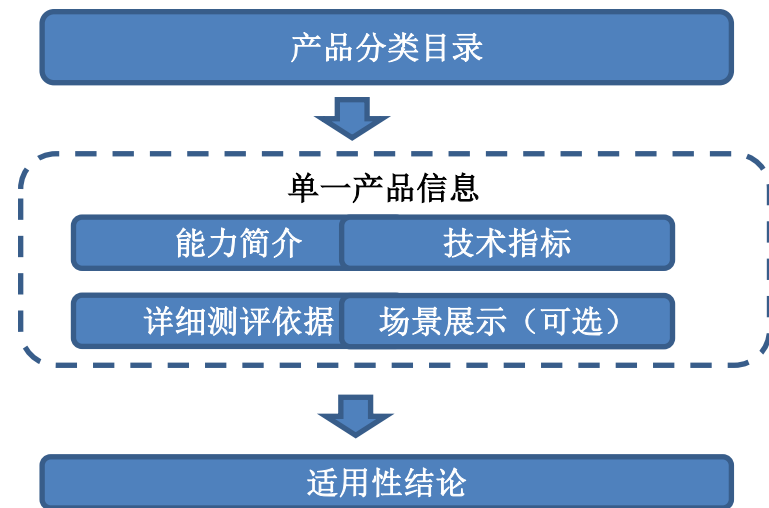 产品分类目录
单一产品信息
能力简介
技术指标
详细测评依据
场景展示（可选）
适用性结论